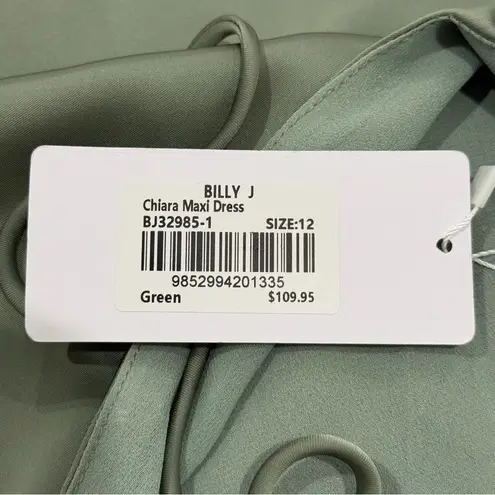 BILLY J
Chiara Maxi Dress
BJ32985-1 SIZE:12
9852994201335
Green $109.95